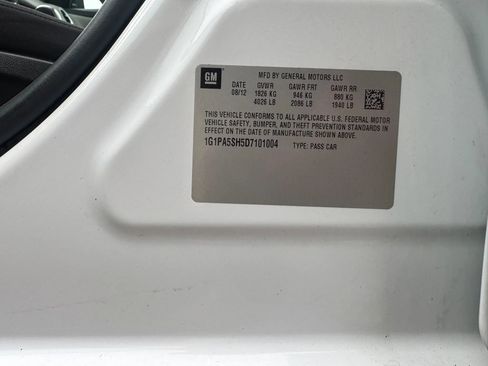 GM
MFD BY GENERAL MOTORS LLC
DATE GVWR GAWR FRT GAWR RR
08/12 1826 KG 946 KG 880 KG
4026 LB 2086 LB 1940 LB
THIS VEHICLE CONFORMS TO ALL APPLICABLE U.S. FEDERAL MOTOR
VEHICLE SAFETY, BUMPER, AND THEFT PREVENTION STANDARDS
IN EFFECT ON THE DATE OF MANUFACTURE SHOWN ABOVE.
1G1PA5SH5D7101004 TYPE: PASS CAR